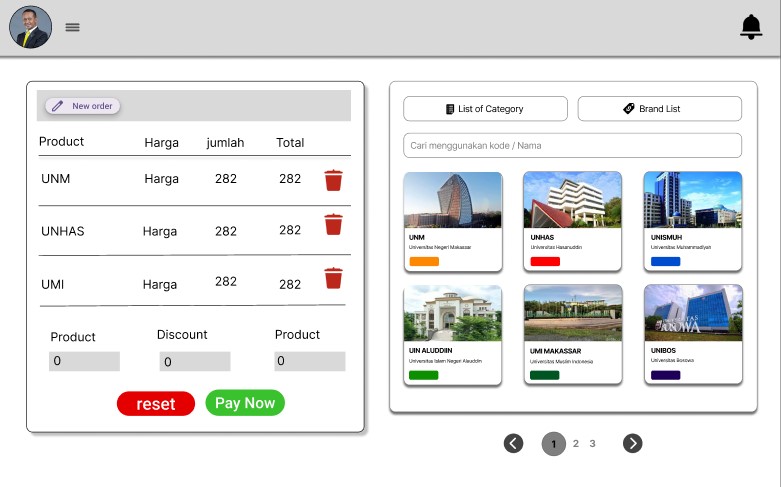 New order
Product Harga jumlah Total
UNM Harga 282 282
UNHAS Harga 282 282
UMI Harga 282 282
Product Discount Product
0 0 0
reset Pay Now
List of Category Brand List
Cari menggunakan kode / Nama
UNM
Universitas Negeri Makassar
UNHAS
Universitas Hasanuddin
UNISMUH
Universitas Muhammadiyah
UIN ALUDDIIN
Universitas Islam Negeri Alauddin
UMI MAKASSAR
Universitas Muslim Indonesia
UNIBOS
Universitas Bosowa
1 2 3